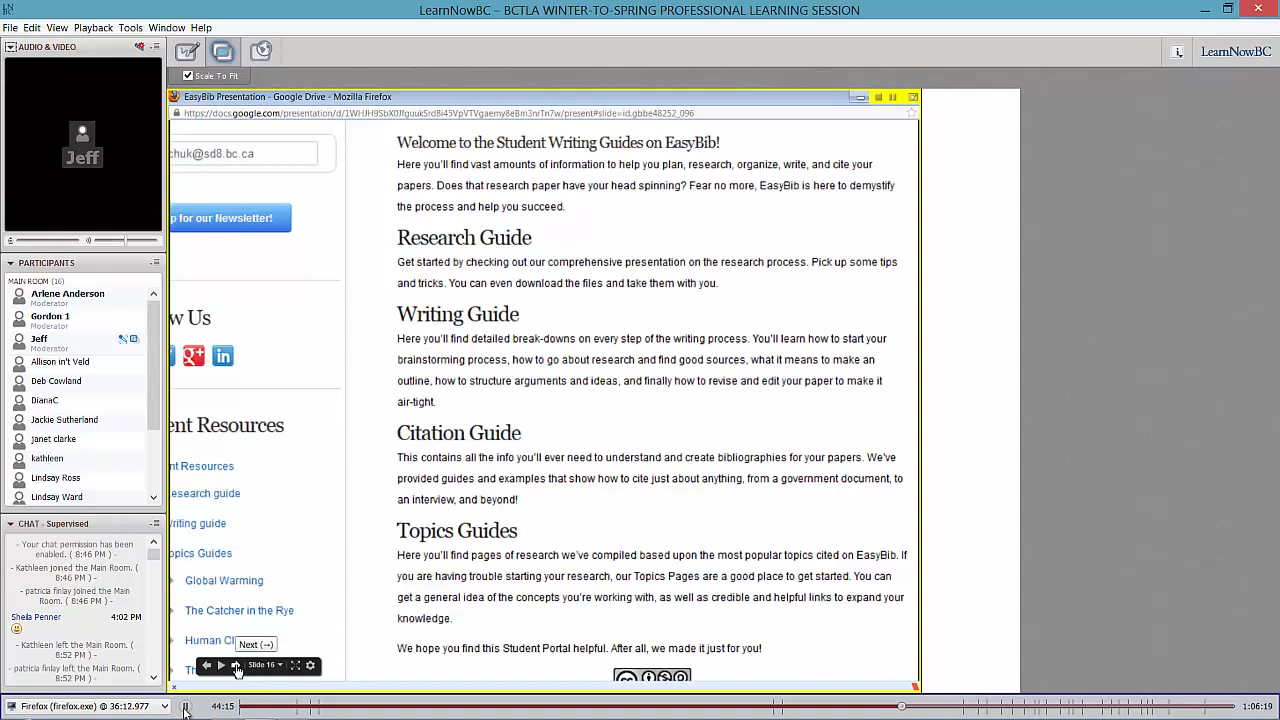 LearnNowBC – BCTLA WINTER-TO-SPRING PROFESSIONAL LEARNING SESSION
File Edit View Playback Tools Window Help
AUDIO & VIDEO
LearnNowBC
Scale To Fit
Jeff
EasyBib Presentation - Google Drive - Mozilla Firefox
chuk@sd8.bc.ca
p for our Newsletter!
w Us
ent Resources
nt Resources
esearch guide
riting guide
opics Guides
Global Warming
The Catcher in the Rye
Human Cl
Th
Next (→)
Slide 16
Welcome to the Student Writing Guides on EasyBib!
Here you'll find vast amounts of information to help you plan, research, organize, write, and cite your
papers. Does that research paper have your head spinning? Fear no more, EasyBib is here to demystify
the process and help you succeed.
Research Guide
Get started by checking out our comprehensive presentation on the research process. Pick up some tips
and tricks. You can even download the files and take them with you.
Writing Guide
Here you'll find detailed break-downs on every step of the writing process. You'll learn how to start your
brainstorming process, how to go about research and find good sources, what it means to make an
outline, how to structure arguments and ideas, and finally how to revise and edit your paper to make it
air-tight.
Citation Guide
This contains all the info you'll ever need to understand and create bibliographies for your papers. We've
provided guides and examples that show how to cite just about anything, from a government document, to
an interview, and beyond!
Topics Guides
Here you'll find pages of research we've compiled based upon the most popular topics cited on EasyBib. If
you are having trouble starting your research, our Topics Pages are a good place to get started. You can
get a general idea of the concepts you're working with, as well as credible and helpful links to expand your
knowledge.
We hope you find this Student Portal helpful. After all, we made it just for you!
PARTICIPANTS
MAIN ROOM (16)
Arlene Anderson
Moderator
Gordon 1
Moderator
Jeff
Moderator
Allison in't Veld
Deb Cowland
DianaC
Jackie Sutherland
janet clarke
kathleen
Lindsay Ross
Lindsay Ward
CHAT - Supervised
- Your chat permission has been
enabled. ( 8:46 PM ) -
- Kathleen joined the Main Room. (
8:46 PM ) -
- patricia finlay joined the Main
Room. ( 8:46 PM ) -
Sheila Penner 4:02 PM
- Kathleen left the Main Room. (
8:52 PM ) -
- patricia finlay left the Main Room. (
8:52 PM ) -
Firefox (firefox.exe) @ 36:12.977
44:15
1:06:19